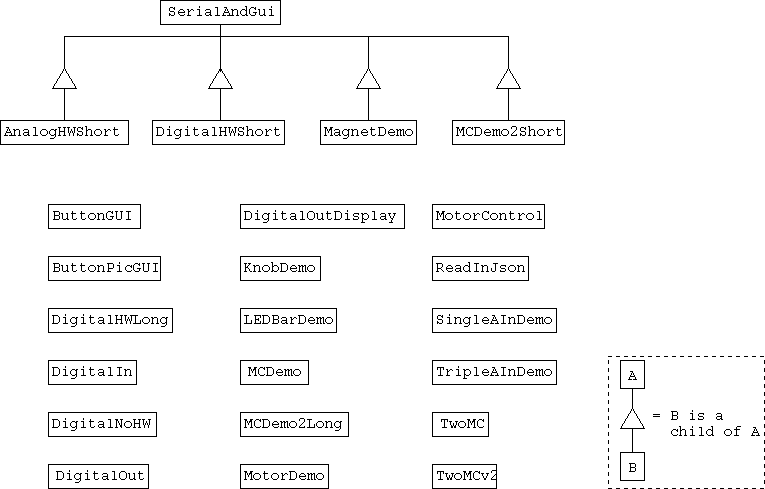 SerialAndGui
AnalogHWShort DigitalHWShort MagnetDemo MCDemo2Short
ButtonGUI DigitalOutDisplay MotorControl
ButtonPicGUI KnobDemo ReadInJson
DigitalHWLong LEDBarDemo SingleAInDemo
DigitalIn MCDemo TripleAInDemo
DigitalNoHW MCDemo2Long TwoMC
DigitalOut MotorDemo TwoMCv2
A
= B is a
child of A
B